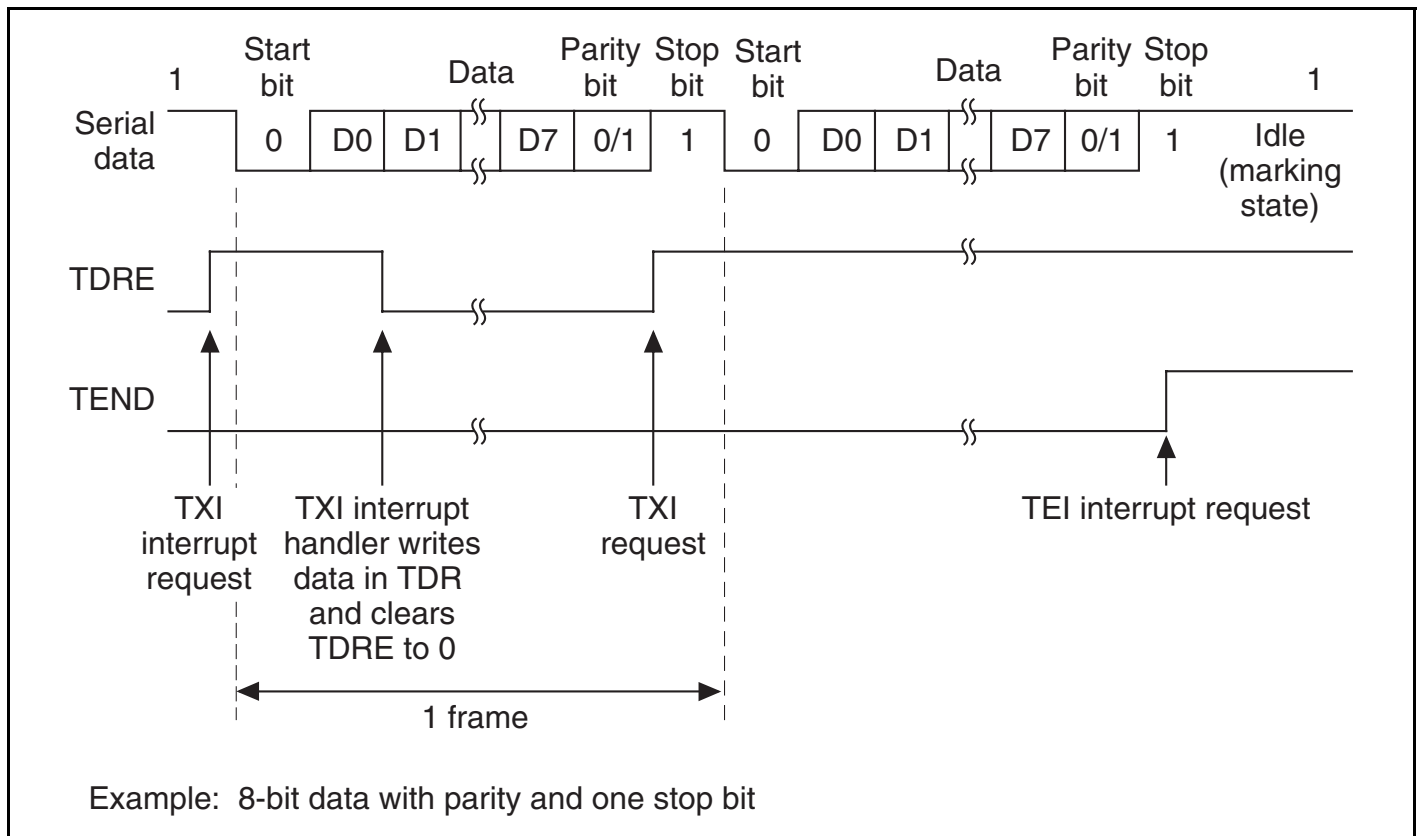 Start bit
Data
Parity bit
Stop bit
Start bit
Data
Parity bit
Stop bit
1
1
Serial data
0
D0
D1
D7
0/1
1
0
D0
D1
D7
0/1
1
Idle (marking state)
TDRE
TEND
TXI interrupt request
TXI interrupt handler writes data in TDR and clears TDRE to 0
TXI request
TEI interrupt request
1 frame
Example: 8-bit data with parity and one stop bit